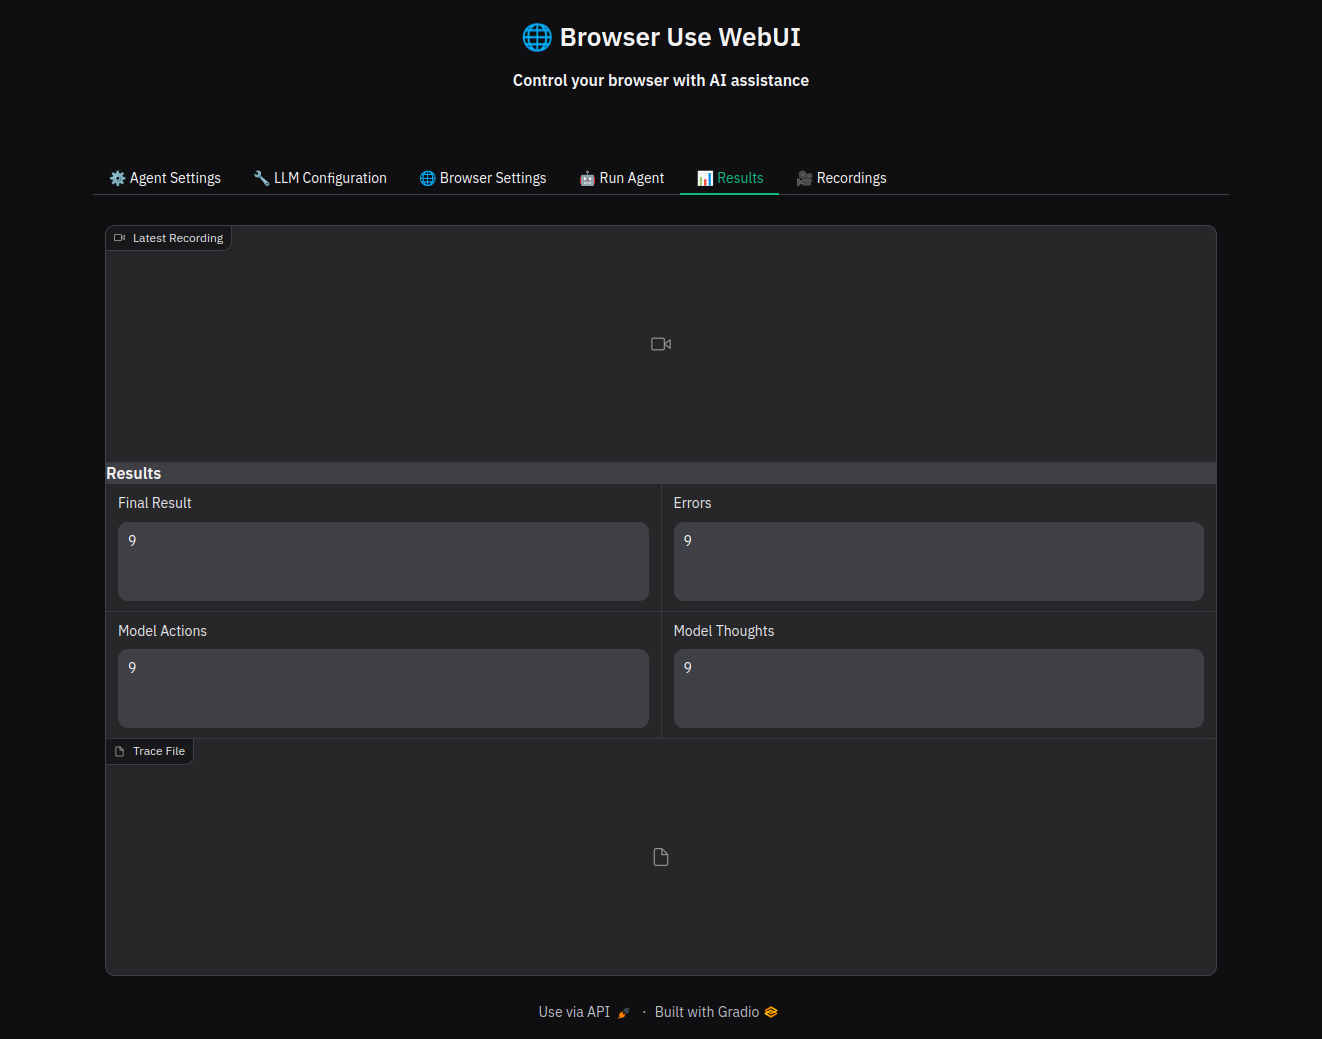 🌐 Browser Use WebUI
Control your browser with AI assistance
⚙️ Agent Settings
🔧 LLM Configuration
🌐 Browser Settings
🤖 Run Agent
📊 Results
🎥 Recordings
Latest Recording
Results
Final Result
9
Errors
9
Model Actions
9
Model Thoughts
9
Trace File
Use via API 🚀 · Built with Gradio